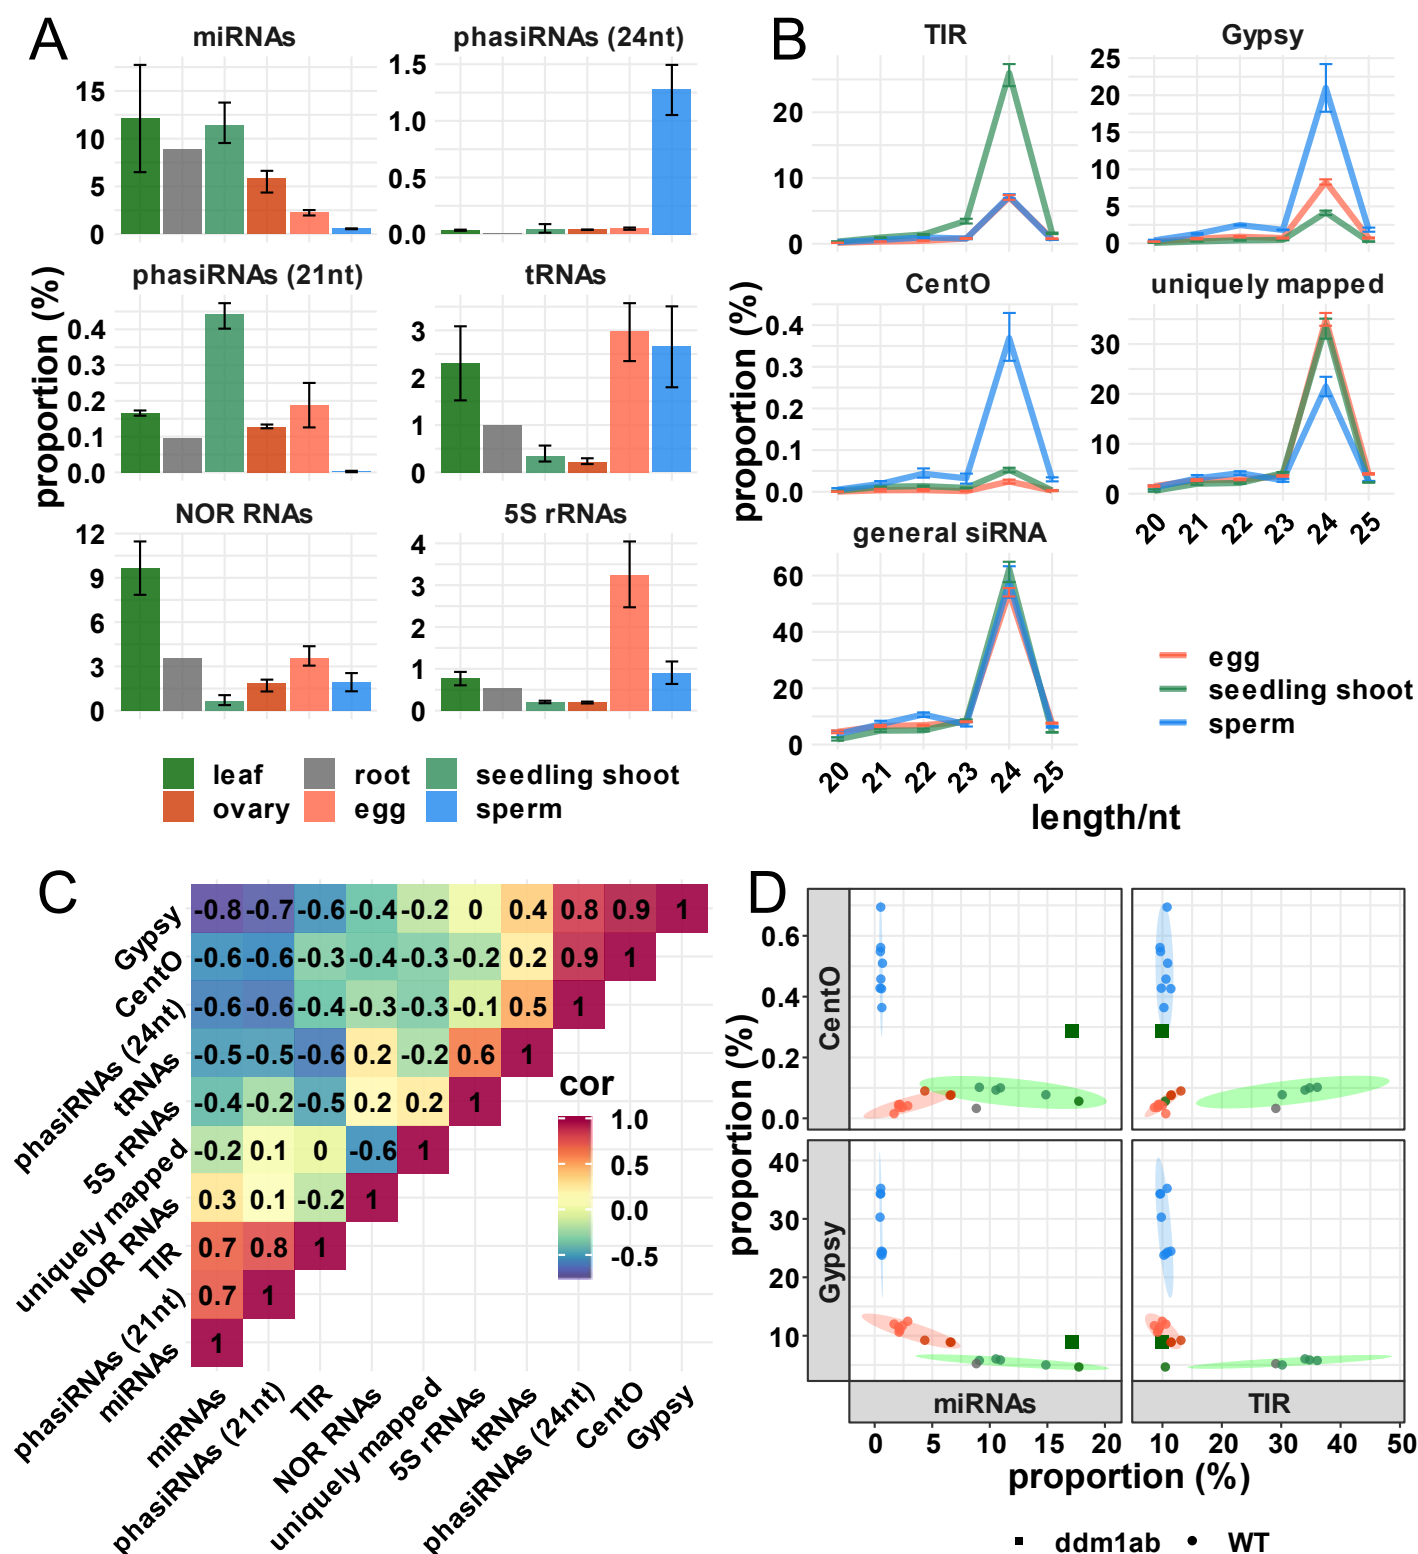 A
miRNAs
phasiRNAs (24nt)
15
10
5
0
1.5
1.0
0.5
0.0
phasiRNAs (21nt)
tRNAs
0.4
0.3
0.2
0.1
0.0
3
2
1
0
NOR RNAs
5S rRNAs
12
9
6
3
0
4
3
2
1
0
proportion (%)
leaf
root
seedling shoot
ovary
egg
sperm
B
TIR
Gypsy
20
10
0
25
20
15
10
5
0
CentO
uniquely mapped
0.4
0.3
0.2
0.1
0.0
30
20
10
0
20 21 22 23 24 25
general siRNA
60
40
20
0
20 21 22 23 24 25
proportion (%)
length/nt
egg
seedling shoot
sperm
C
Gypsy -0.8 -0.7 -0.6 -0.4 -0.2 0 0.4 0.8 0.9 1
CentO -0.6 -0.6 -0.3 -0.4 -0.3 -0.2 0.2 0.9 1
phasiRNAs (24nt) -0.6 -0.6 -0.4 -0.3 -0.3 -0.1 0.5 1
tRNAs -0.5 -0.5 -0.6 0.2 -0.2 0.6 1
5S rRNAs -0.4 -0.2 -0.5 0.2 0.2 1
uniquely mapped -0.2 0.1 0 -0.6 1
NOR RNAs 0.3 0.1 -0.2 1
TIR 0.7 0.8 1
phasiRNAs (21nt) 0.7 1
miRNAs 1
miRNAs
phasiRNAs (21nt)
TIR
NOR RNAs
uniquely mapped
5S rRNAs
tRNAs
phasiRNAs (24nt)
CentO
Gypsy
cor
1.0
0.5
0.0
-0.5
D
proportion (%)
CentO
0.6
0.4
0.2
0.0
Gypsy
40
30
20
10
miRNAs
TIR
0 5 10 15 20
10 20 30 40 50
proportion (%)
ddm1ab
WT